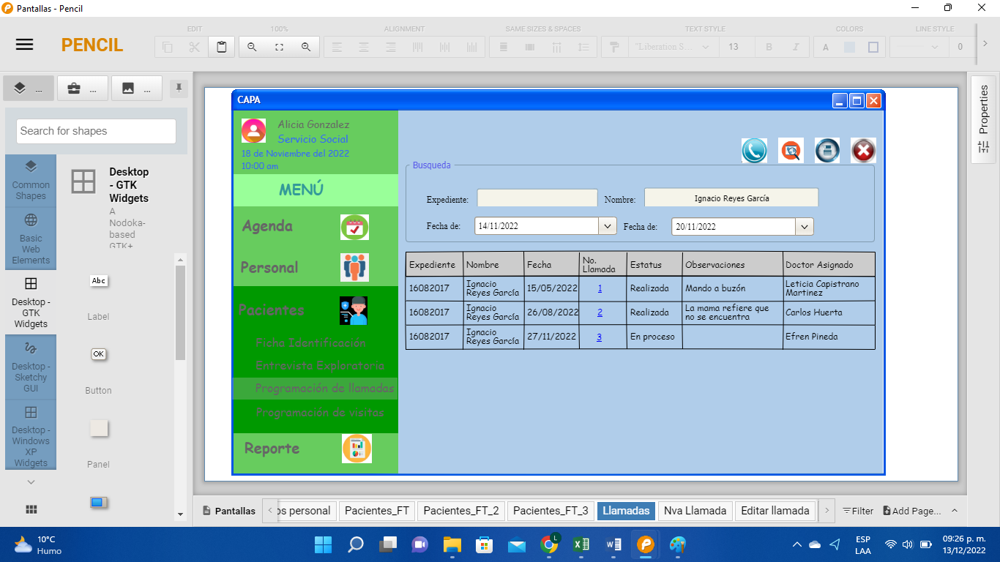 Pantallas - Pencil
PENCIL
EDIT
100%
ALIGNMENT
SAME SIZES & SPACES
TEXT STYLE
COLORS
LINE STYLE
"Liberation S...
13
B
I
A
0
...
...
...
Search for shapes
Common
Shapes
Basic
Web
Elements
Desktop -
GTK
Widgets
Desktop -
Sketchy
GUI
Desktop -
Windows
XP
Widgets
Desktop
- GTK
Widgets
A
Nodoka-
based
GTK+
Abc
Label
OK
Button
Panel
CAPA
Alicia Gonzalez
Servicio Social
18 de Noviembre del 2022
10:00 am
MENÚ
Agenda
Personal
Pacientes
Ficha Identificación
Entrevista Exploratoria
Programación de llamadas
Programación de visitas
Reporte
Busqueda
Expediente:
Nombre:
Ignacio Reyes García
Fecha de:
14/11/2022
Fecha de:
20/11/2022
Expediente Nombre Fecha No. Llamada Estatus Observaciones Doctor Asignado
16082017 Ignacio Reyes García 15/05/2022 1 Realizada Mando a buzón Leticia Capistrano Martinez
16082017 Ignacio Reyes García 26/08/2022 2 Realizada La mama refiere que no se encuentra Carlos Huerta
16082017 Ignacio Reyes García 27/11/2022 3 En proceso Efren Pineda
Properties
Pantallas
os personal
Pacientes_FT
Pacientes_FT_2
Pacientes_FT_3
Llamadas
Nva Llamada
Editar llamada
Filter
Add Page...
10°C
Humo
L
ESP
LAA
09:26 p. m.
13/12/2022